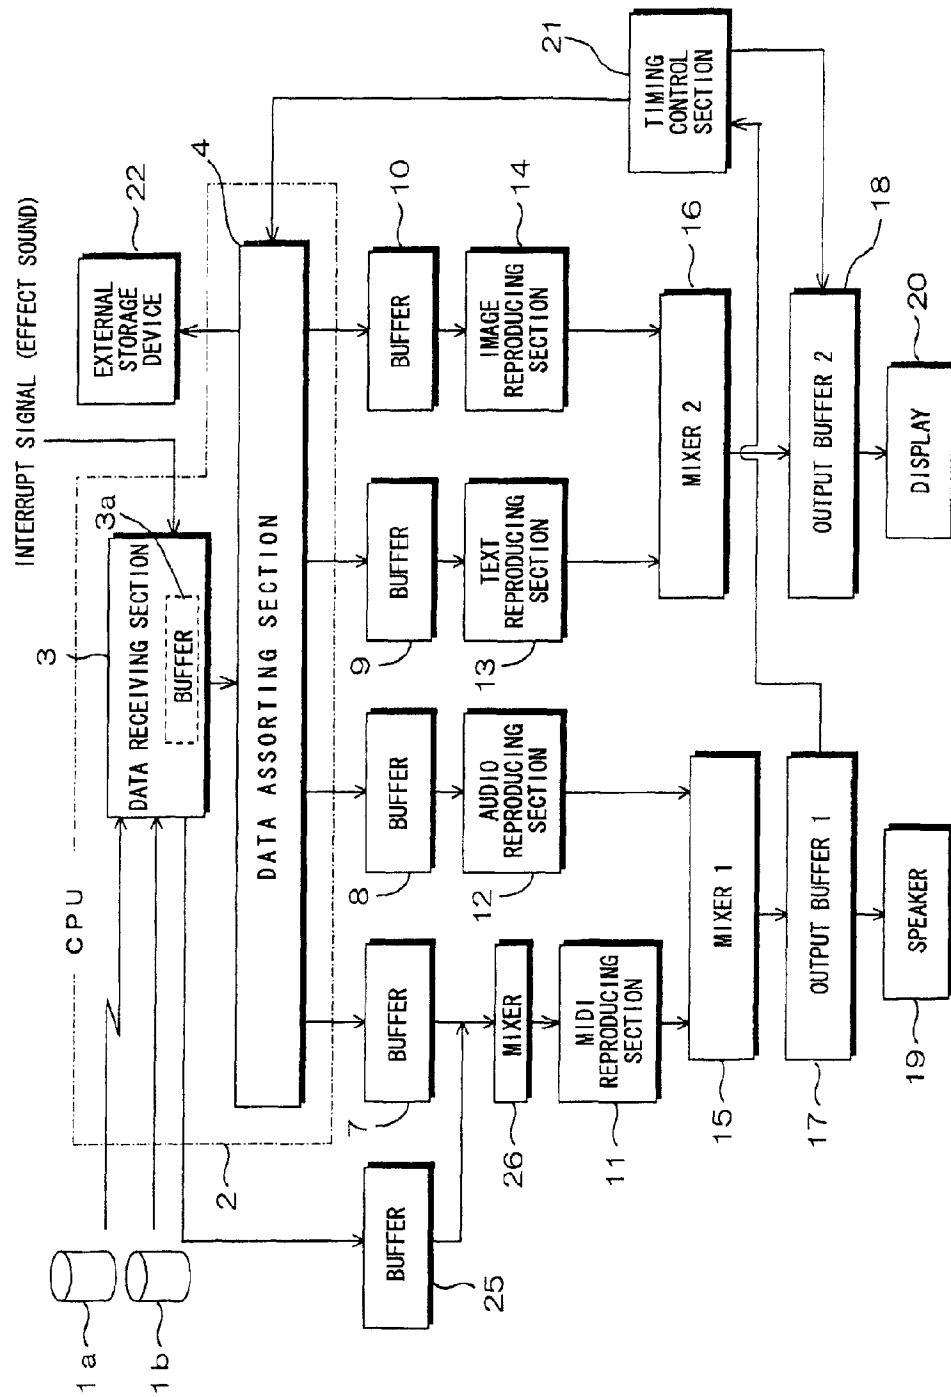 INTERRUPT SIGNAL (EFFECT SOUND)
1a
1b
CPU
2
3
DATA RECEIVING SECTION
BUFFER
3a
EXTERNAL
STORAGE
DEVICE
22
4
DATA ASSORTING SECTION
21
TIMING
CONTROL
SECTION
BUFFER
25
7
BUFFER
8
BUFFER
9
BUFFER
BUFFER
10
26
MIXER
11
MIDI
REPRODUCING
SECTION
12
AUDIO
REPRODUCING
SECTION
13
TEXT
REPRODUCING
SECTION
IMAGE
REPRODUCING
SECTION
14
15
MIXER 1
MIXER 2
16
17
OUTPUT BUFFER 1
OUTPUT BUFFER 2
18
19
SPEAKER
DISPLAY
20